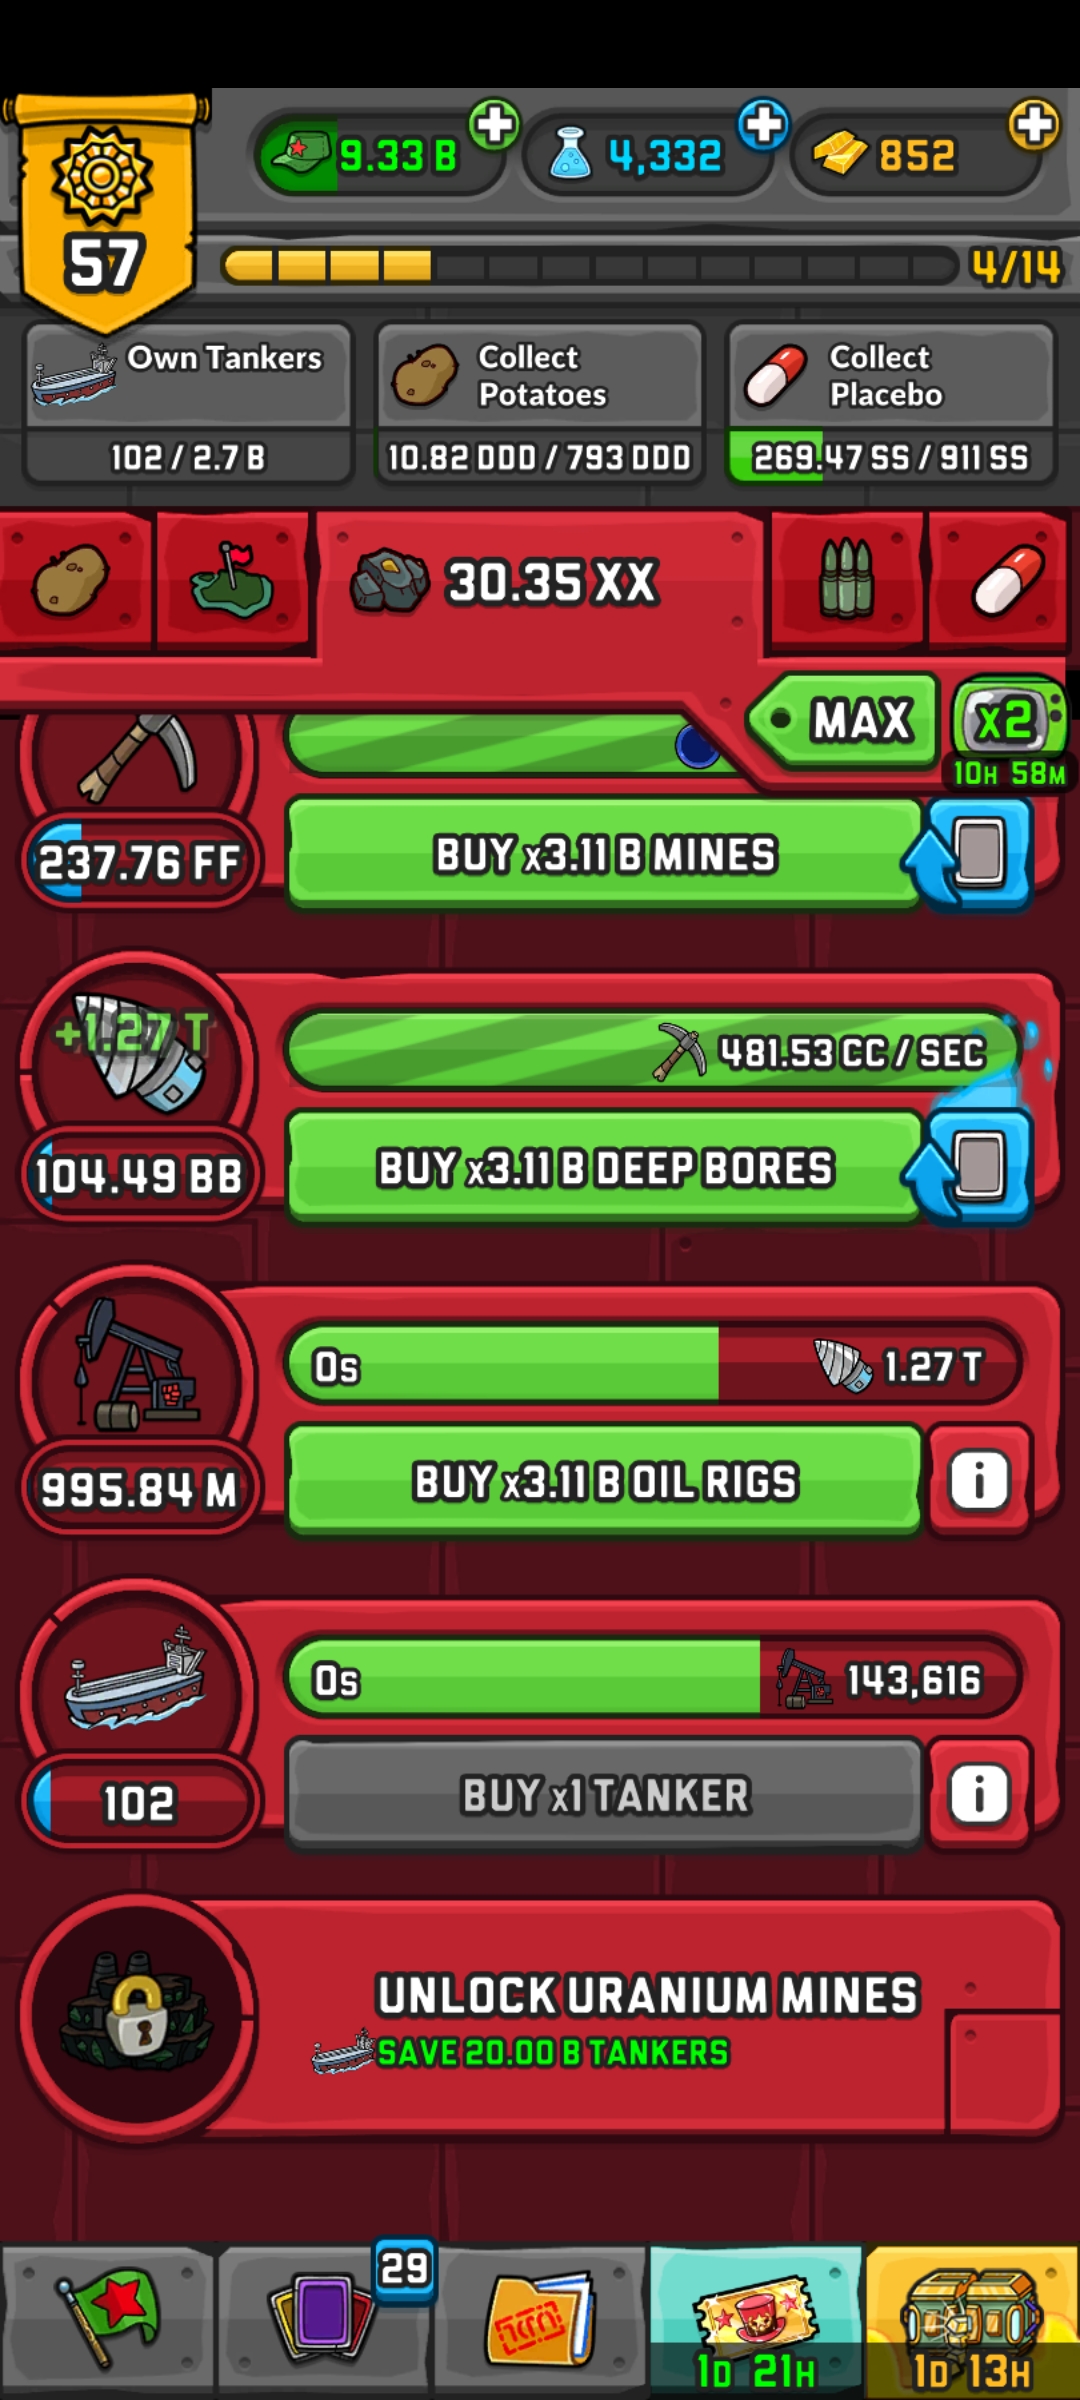 9.33 B
4,332
852
57
4/14
Own Tankers
102 / 2.7 B
Collect
Potatoes
10.82 DDD / 793 DDD
Collect
Placebo
269.47 SS / 911 SS
30.35 XX
MAX
x2
10H 58M
237.76 FF
BUY x3.11 B MINES
+1.27 T
481.53 CC / SEC
104.49 BB
BUY x3.11 B DEEP BORES
0s
1.27 T
995.84 M
BUY x3.11 B OIL RIGS
i
0s
143,616
102
BUY x1 TANKER
i
UNLOCK URANIUM MINES
SAVE 20.00 B TANKERS
29
1D 21H
1D 13H